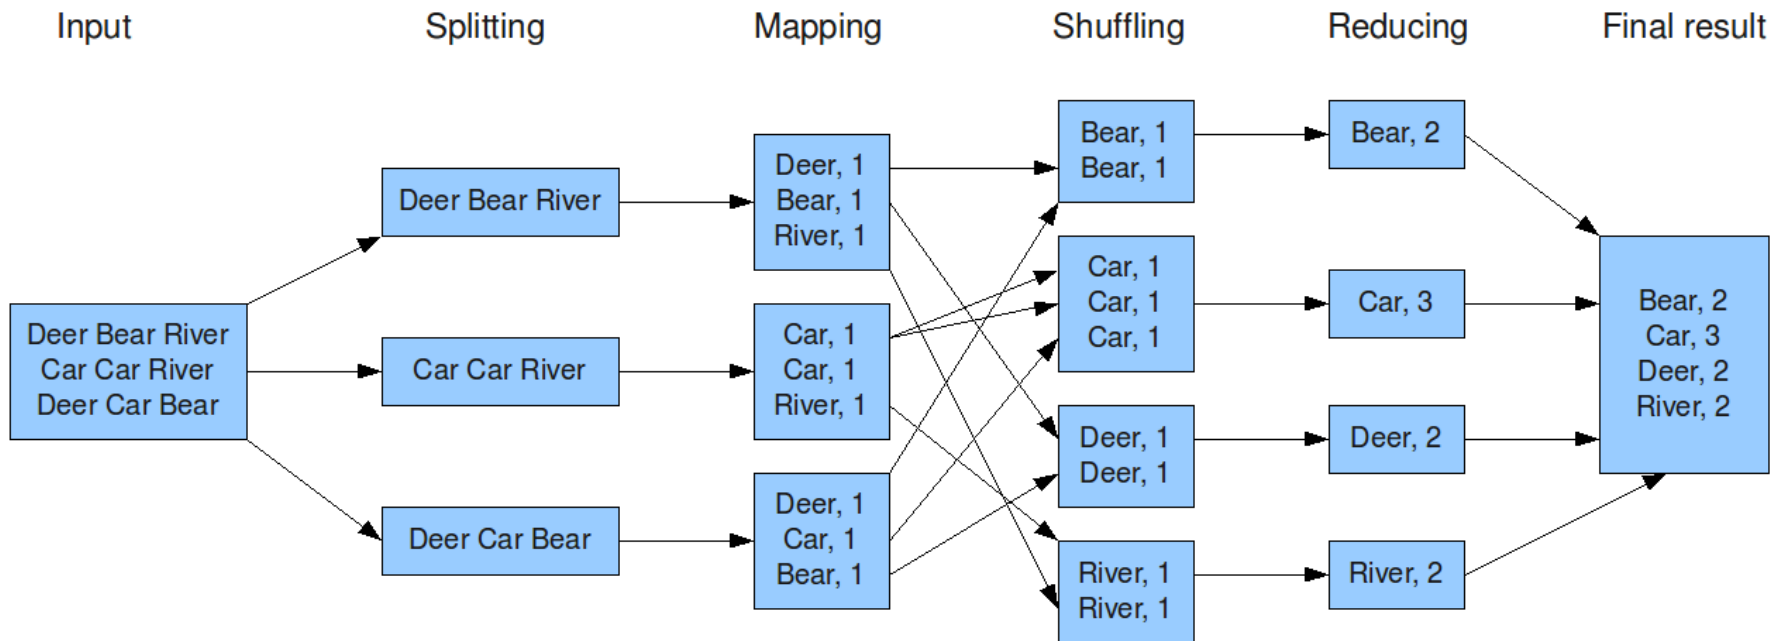 Input
Splitting
Mapping
Shuffling
Reducing
Final result
Deer Bear River
Car Car River
Deer Car Bear
Deer Bear River
Car Car River
Deer Car Bear
Deer, 1
Bear, 1
River, 1
Car, 1
Car, 1
River, 1
Deer, 1
Car, 1
Bear, 1
Bear, 1
Bear, 1
Car, 1
Car, 1
Car, 1
Deer, 1
Deer, 1
River, 1
River, 1
Bear, 2
Car, 3
Deer, 2
River, 2
Bear, 2
Car, 3
Deer, 2
River, 2